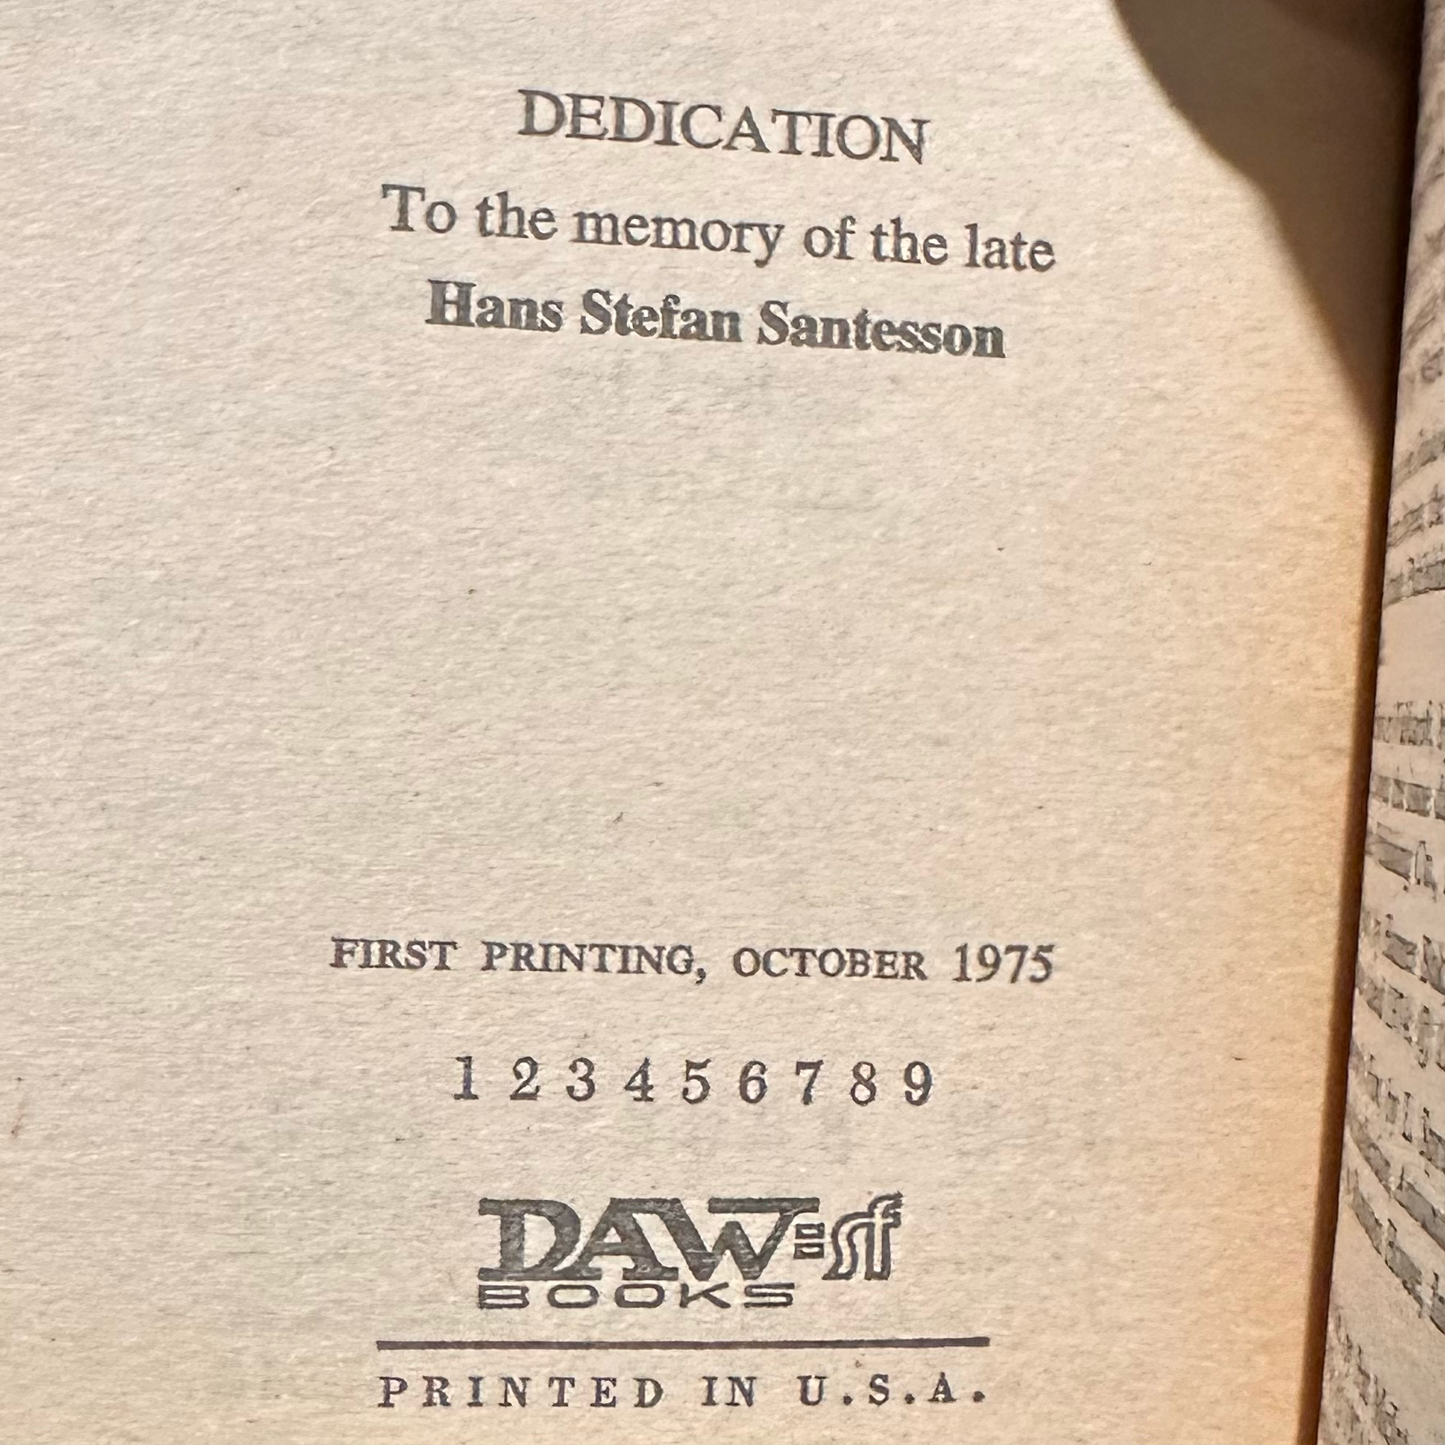 DEDICATION
To the memory of the late
Hans Stefan Santesson
FIRST PRINTING, OCTOBER 1975
1 2 3 4 5 6 7 8 9
DAW=sf
BOOKS
PRINTED IN U.S.A.